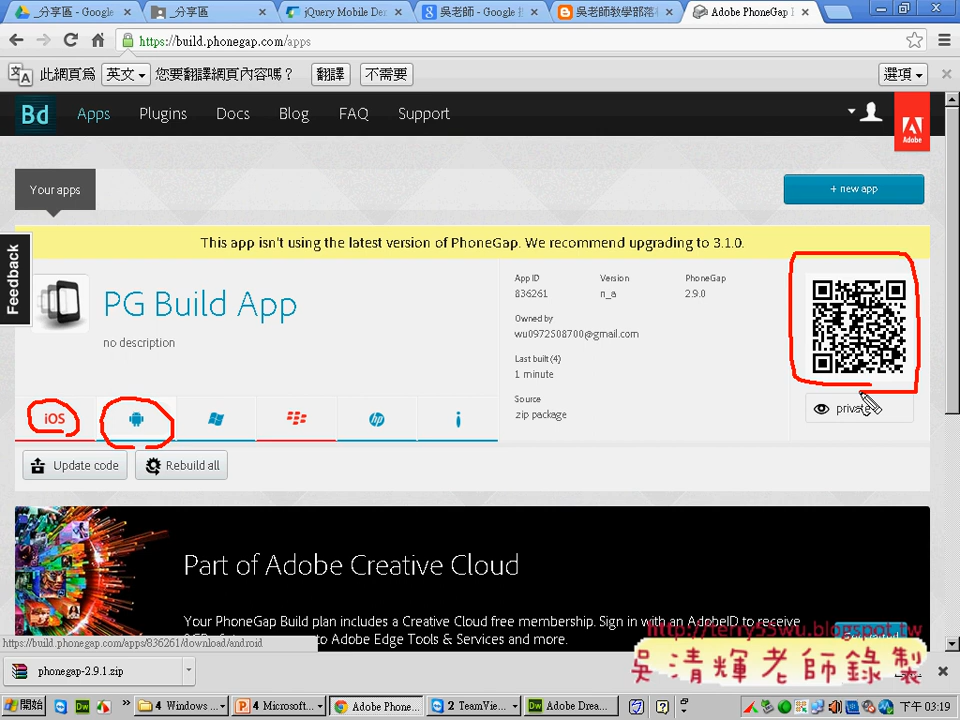 _分享區 - Google
_分享區
jQuery Mobile Der
吳老師 - Google 搜
吳老師教學部落
Adobe PhoneGap
https://build.phonegap.com/apps
此網頁為 英文 您要翻譯網頁內容嗎？ 翻譯 不需要 選項
Bd Apps Plugins Docs Blog FAQ Support
Adobe
Your apps
+ new app
This app isn't using the latest version of PhoneGap. We recommend upgrading to 3.1.0.
Feedback
PG Build App
no description
App ID Version PhoneGap
836261 n_a 2.9.0
Owned by
wu0972508700@gmail.com
Last built (4)
1 minute
Source
.zip package
private
iOS
hp
Update code Rebuild all
Part of Adobe Creative Cloud
Your PhoneGap Build plan includes a Creative Cloud free membership. Sign in with an AdobeID to receive
to Adobe Edge Tools & Services and more.
https://build.phonegap.com/apps/836261/download/android
http://terry55wu.blogspot.tw
吳清輝老師錄製
phonegap-2.9.1.zip
開始 4 Windows ... 4 Microsoft... Adobe Phone... 2 TeamView... Adobe Drea... 下午 03:19